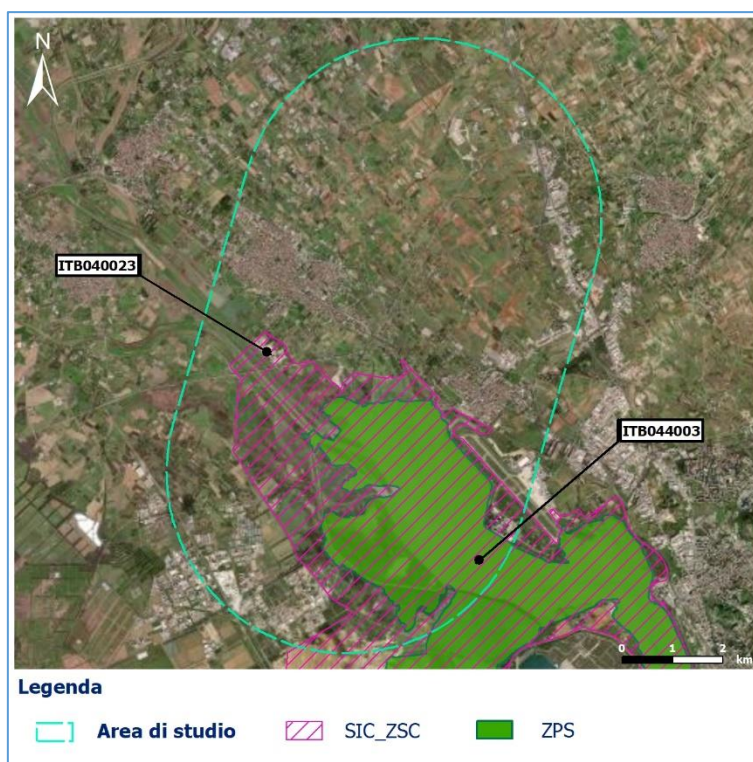 N
ITB040023
ITB044003
0 1 2
km
Legenda
Area di studio
SIC_ZSC
ZPS